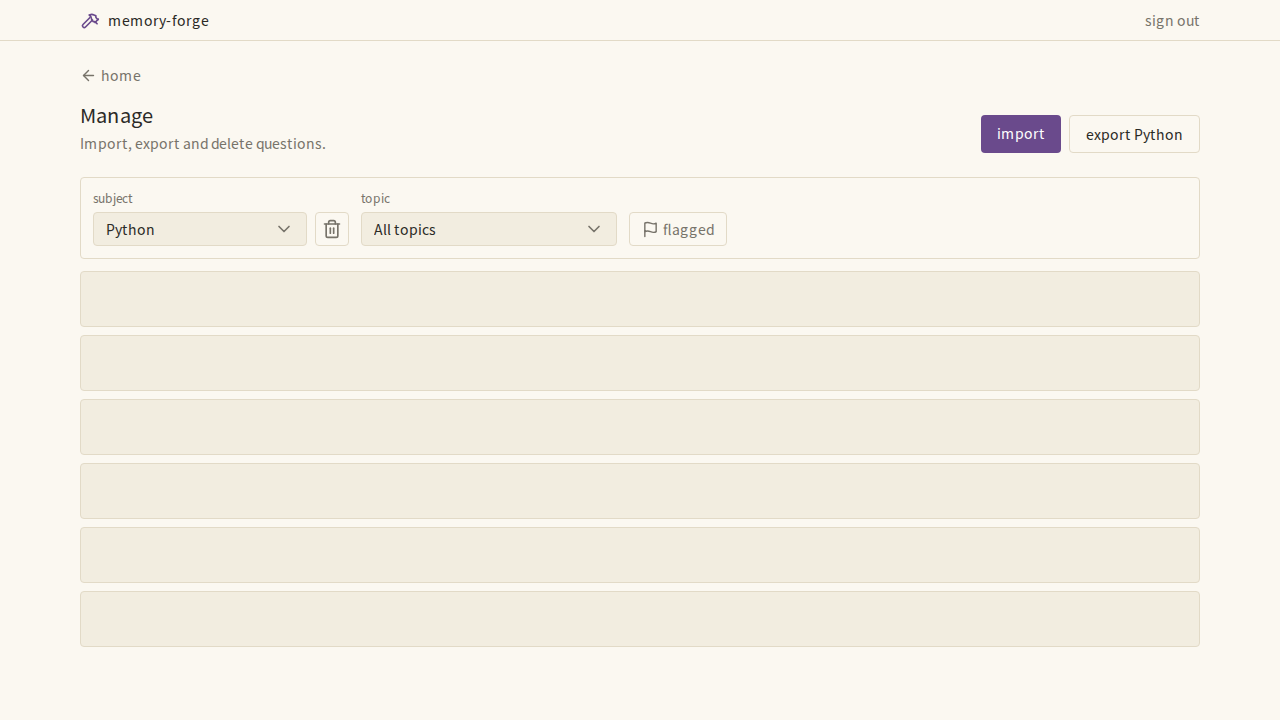 memory-forge
sign out
home
Manage
Import, export and delete questions.
import
export Python
subject
topic
Python
All topics
flagged